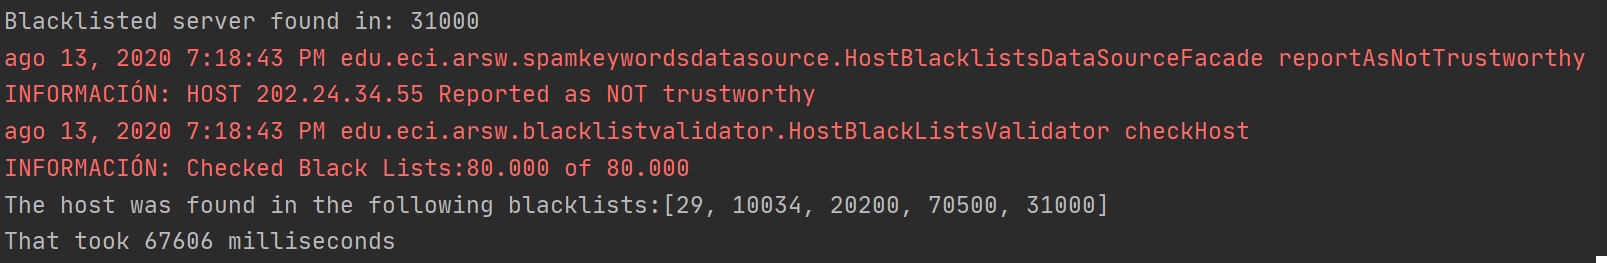 Blacklisted server found in: 31000
ago 13, 2020 7:18:43 PM edu.eci.arsw.spamkeywordsdatasource.HostBlacklistsDataSourceFacade reportAsNotTrustworthy
INFORMACIÓN: HOST 202.24.34.55 Reported as NOT trustworthy
ago 13, 2020 7:18:43 PM edu.eci.arsw.blacklistvalidator.HostBlackListsValidator checkHost
INFORMACIÓN: Checked Black Lists:80.000 of 80.000
The host was found in the following blacklists:[29, 10034, 20200, 70500, 31000]
That took 67606 milliseconds